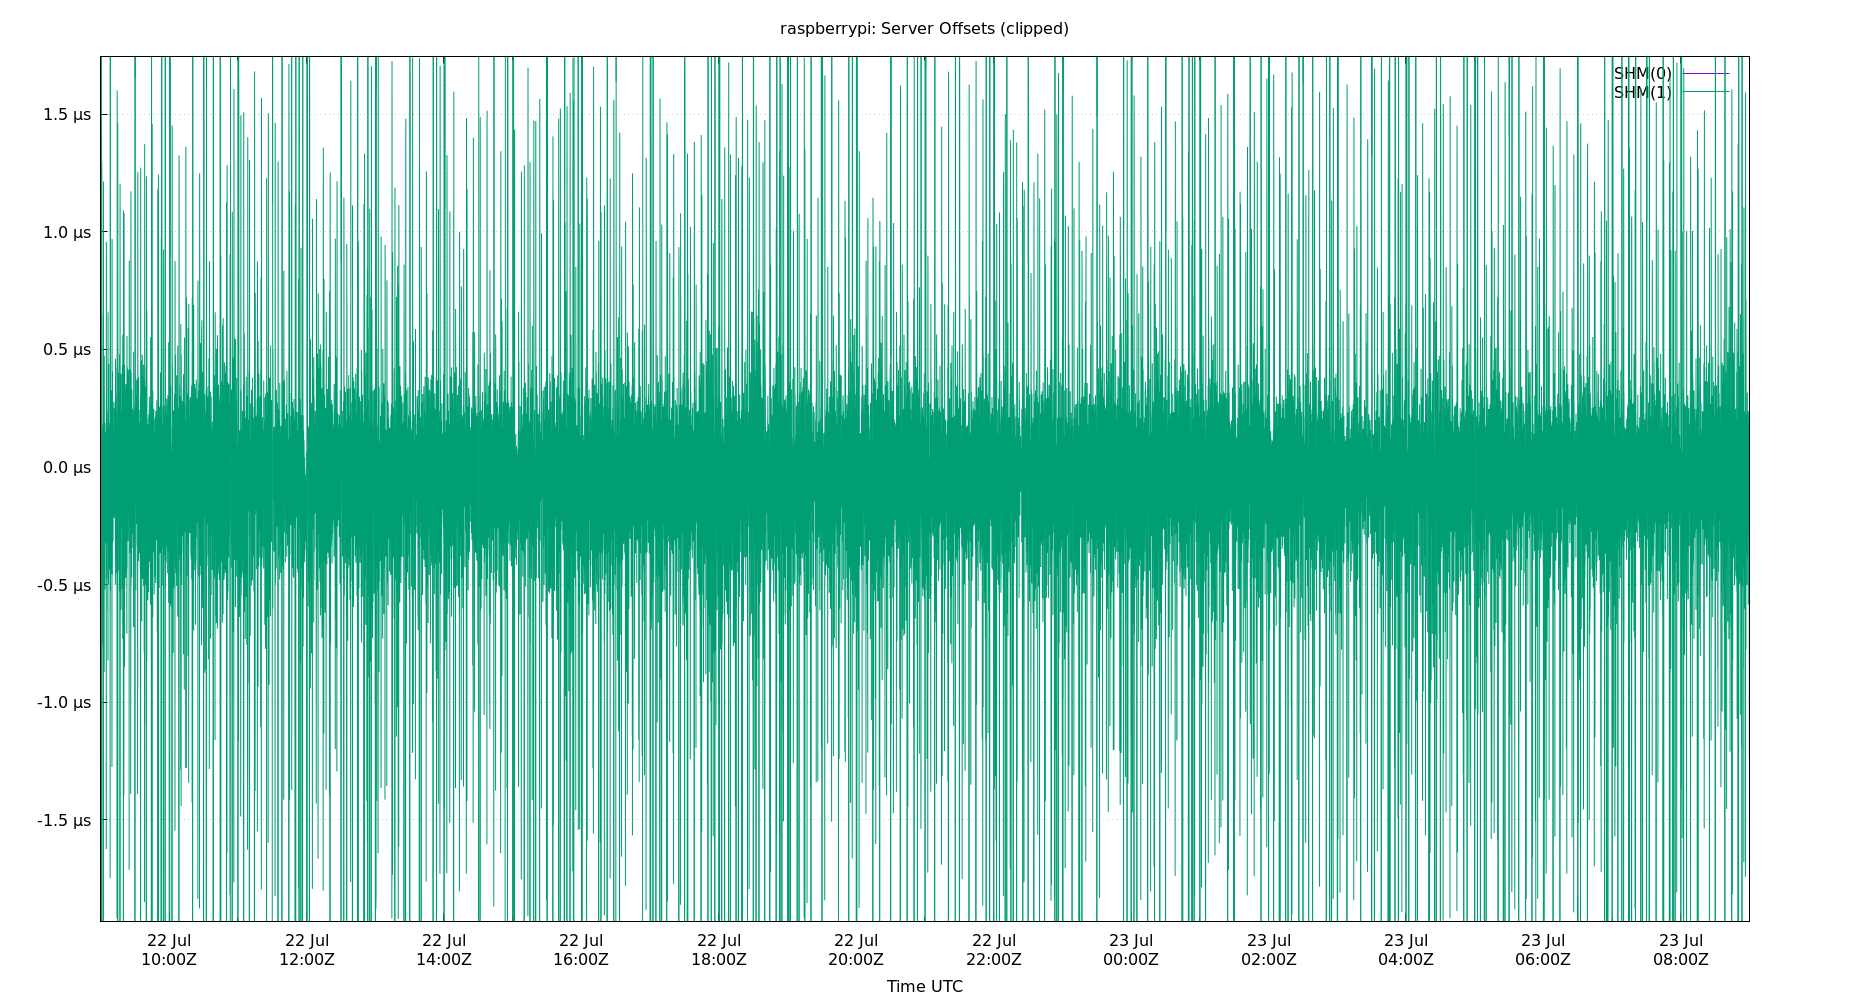 raspberrypi: Server Offsets (clipped)
SHM(0)
SHM(1)
1.5 µs
1.0 µs
0.5 µs
0.0 µs
-0.5 µs
-1.0 µs
-1.5 µs
22 Jul 22 Jul 22 Jul 22 Jul 22 Jul 22 Jul 22 Jul 23 Jul 23 Jul 23 Jul 23 Jul 23 Jul
10:00Z 12:00Z 14:00Z 16:00Z 18:00Z 20:00Z 22:00Z 00:00Z 02:00Z 04:00Z 06:00Z 08:00Z
Time UTC